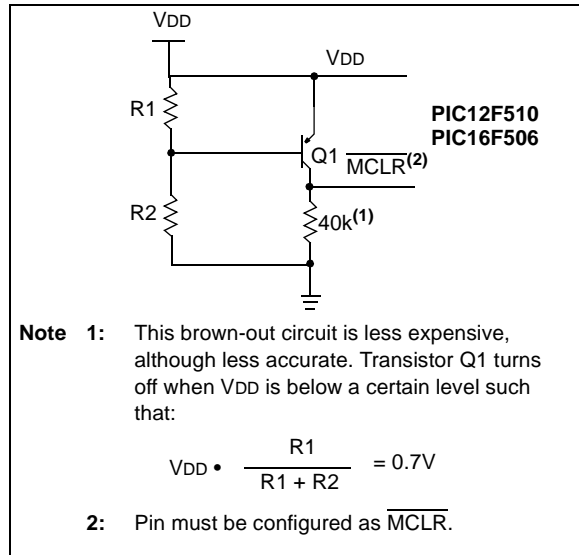 VDD
VDD
R1
PIC12F510
PIC16F506
Q1
MCLR(2)
R2
40k(1)
Note 1: This brown-out circuit is less expensive,
although less accurate. Transistor Q1 turns
off when VDD is below a certain level such
that:
VDD • R1 / R1 + R2 = 0.7V
2: Pin must be configured as MCLR.